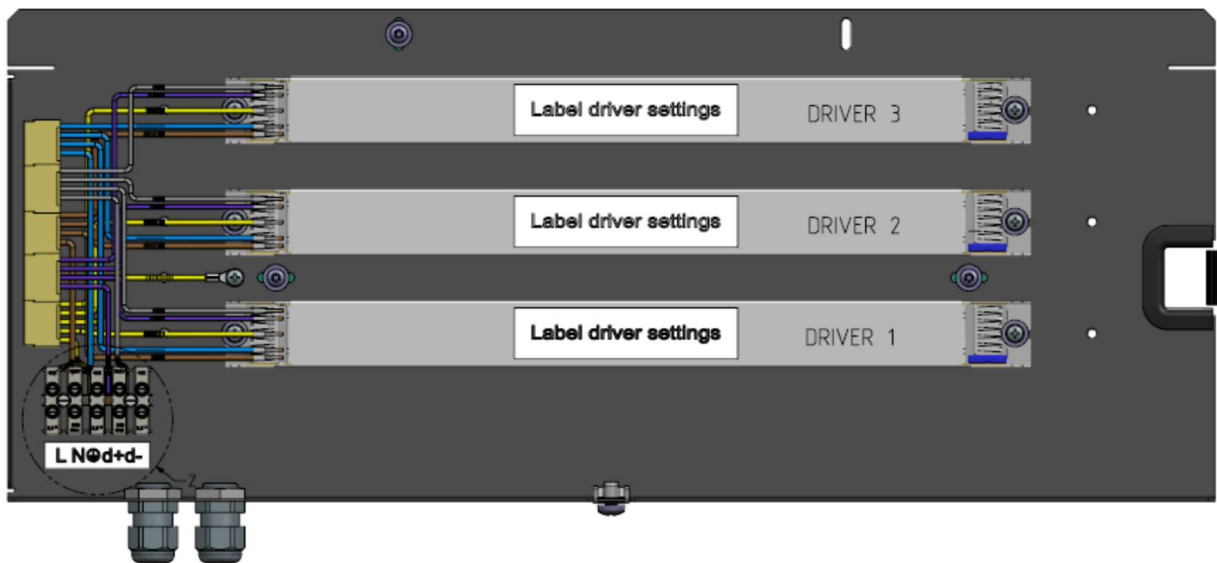 Label driver settings DRIVER 3
Label driver settings DRIVER 2
Label driver settings DRIVER 1
L N⏚d+d-
Z